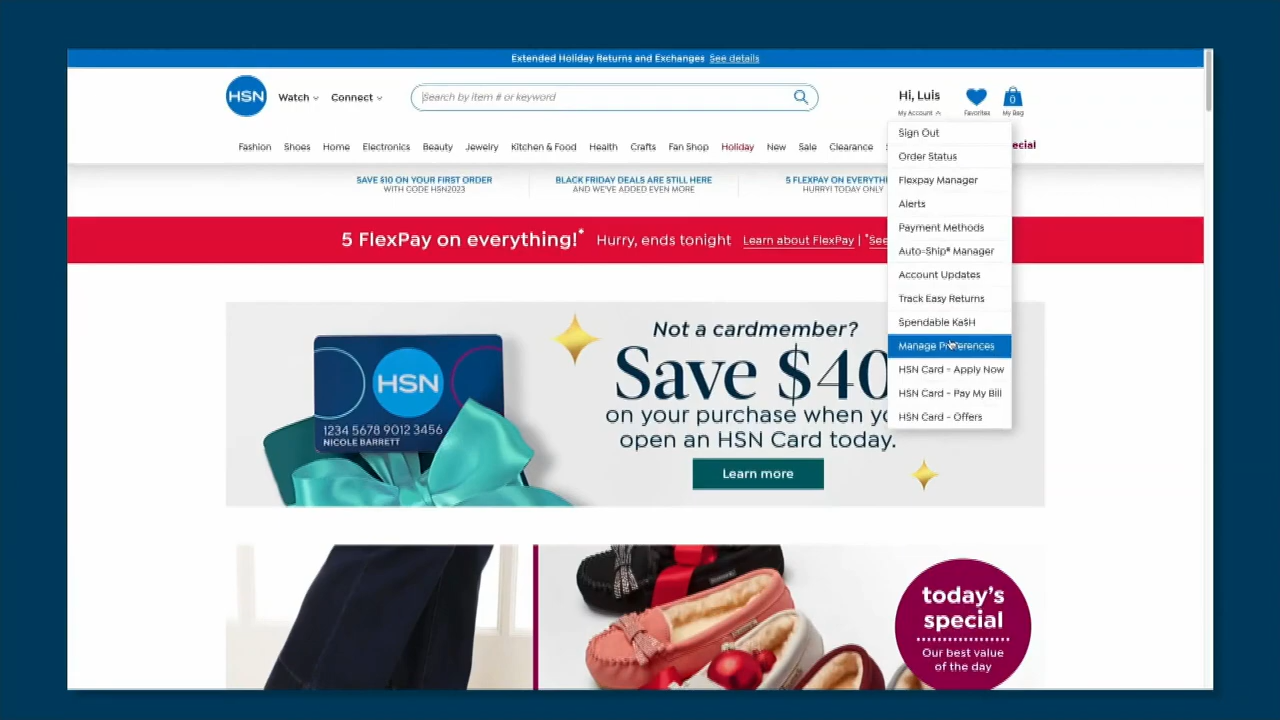 Extended Holiday Returns and Exchanges See details
HSN
Watch
Connect
Search by item # or keyword
Hi, Luis
My Account
Favorites
0
My Bag
Fashion
Shoes
Home
Electronics
Beauty
Jewelry
Kitchen & Food
Health
Crafts
Fan Shop
Holiday
New
Sale
Clearance
Sign Out
Order Status
Flexpay Manager
Alerts
Payment Methods
Auto-Ship® Manager
Account Updates
Track Easy Returns
Spendable Ka$H
Manage Preferences
HSN Card - Apply Now
HSN Card - Pay My Bill
HSN Card - Offers
SAVE $10 ON YOUR FIRST ORDER
WITH CODE HSN2023
BLACK FRIDAY DEALS ARE STILL HERE
AND WE'VE ADDED EVEN MORE
5 FLEXPAY ON EVERYTH
HURRY! TODAY ONLY
5 FlexPay on everything!* Hurry, ends tonight Learn about FlexPay | *See
HSN
1234 5678 9012 3456
NICOLE BARRETT
Not a cardmember?
Save $40
on your purchase when yo
open an HSN Card today.
Learn more
today's
special
Our best value
of the day